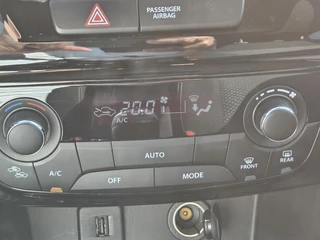 PASSENGER
AIRBAG
20.0
A/C
AUTO
A/C
OFF
MODE
FRONT
REAR